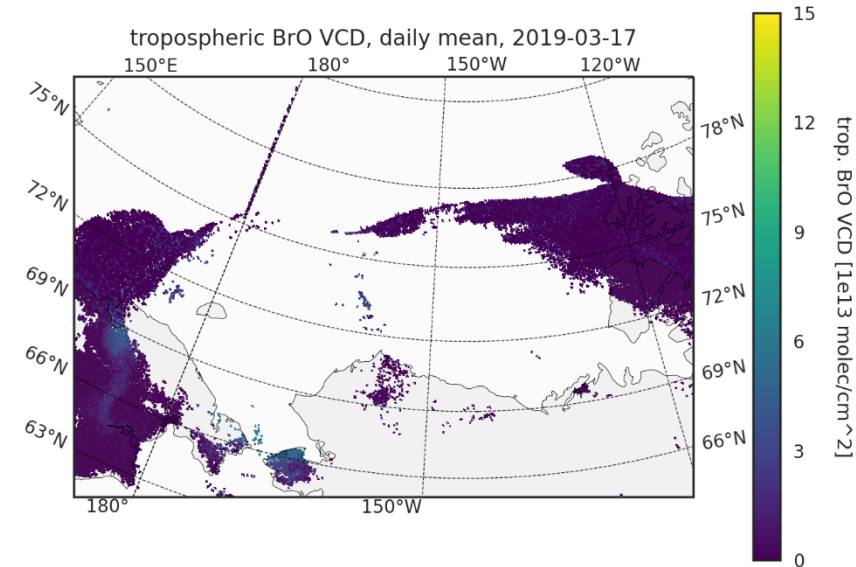 tropospheric BrO VCD, daily mean, 2019-03-17
150°E 180° 150°W 120°W
75°N
72°N
69°N
66°N
63°N
78°N
75°N
72°N
69°N
66°N
180° 150°W
15
12
9
6
3
0
trop. BrO VCD [1e13 molec/cm^2]